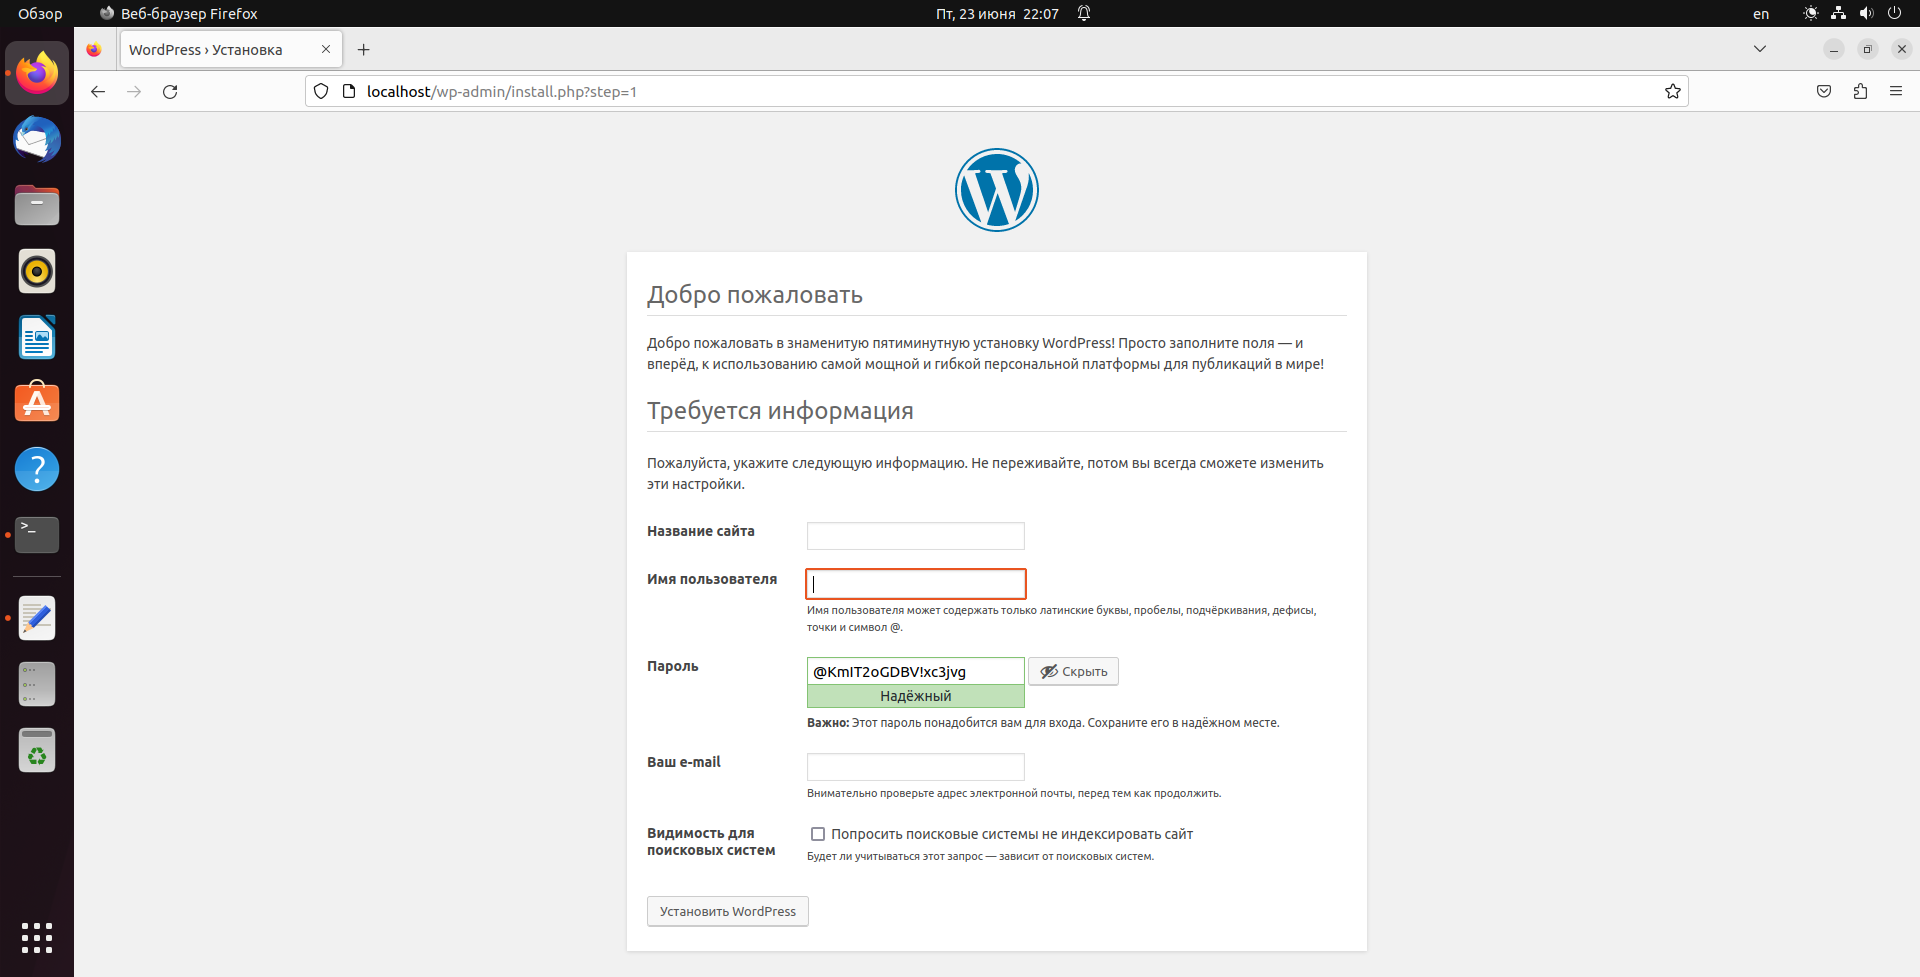 Обзор
Веб-браузер Firefox
Пт, 23 июня 22:07
en
WordPress › Установка
localhost/wp-admin/install.php?step=1
Добро пожаловать
Добро пожаловать в знаменитую пятиминутную установку WordPress! Просто заполните поля — и
вперёд, к использованию самой мощной и гибкой персональной платформы для публикаций в мире!
Требуется информация
Пожалуйста, укажите следующую информацию. Не переживайте, потом вы всегда сможете изменить
эти настройки.
Название сайта
Имя пользователя
Имя пользователя может содержать только латинские буквы, пробелы, подчёркивания, дефисы,
точки и символ @.
Пароль
@KmIT2oGDBV!xc3jvg
Скрыть
Надёжный
Важно: Этот пароль понадобится вам для входа. Сохраните его в надёжном месте.
Ваш e-mail
Внимательно проверьте адрес электронной почты, перед тем как продолжить.
Видимость для
поисковых систем
Попросить поисковые системы не индексировать сайт
Будет ли учитываться этот запрос — зависит от поисковых систем.
Установить WordPress